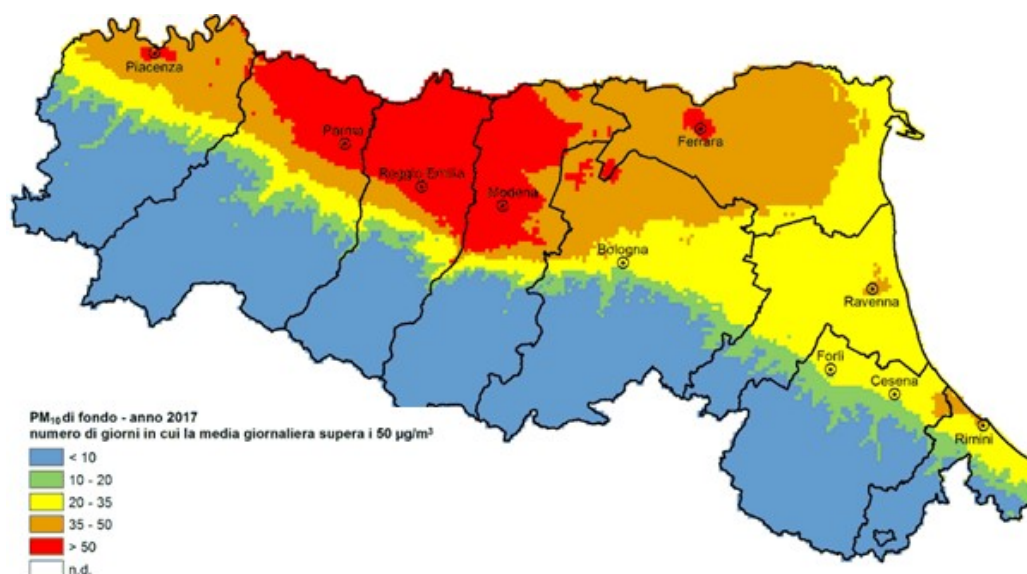 Piacenza
Parma
Reggio Emilia
Modena
Ferrara
Bologna
Ravenna
Forlì
Cesena
Rimini
PM₁₀ di fondo - anno 2017
numero di giorni in cui la media giornaliera supera i 50 µg/m³
< 10
10 - 20
20 - 35
35 - 50
> 50
n.d.